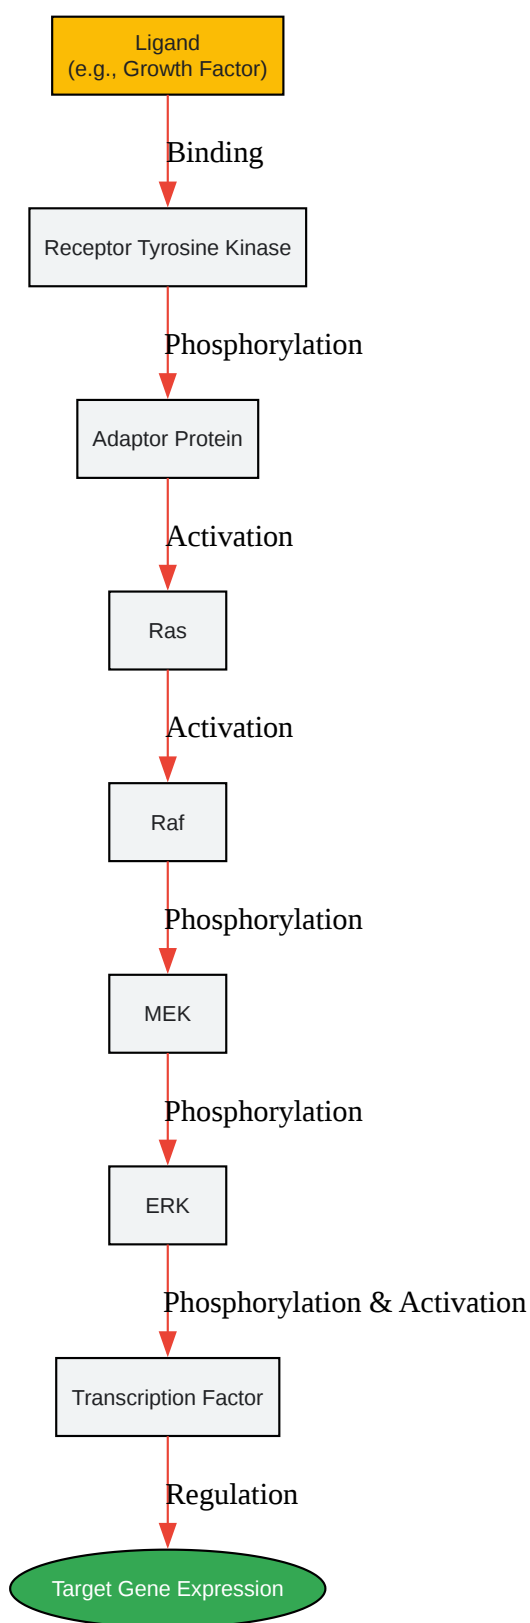 Ligand
(e.g., Growth Factor)
Binding
Receptor Tyrosine Kinase
Phosphorylation
Adaptor Protein
Activation
Ras
Activation
Raf
Phosphorylation
MEK
Phosphorylation
ERK
Phosphorylation & Activation
Transcription Factor
Regulation
Target Gene Expression